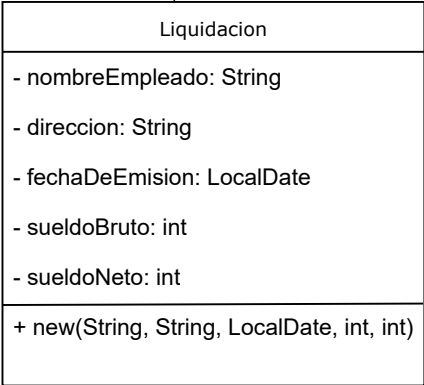 Liquidacion
- nombreEmpleado: String
- direccion: String
- fechaDeEmision: LocalDate
- sueldoBruto: int
- sueldoNeto: int
+ new(String, String, LocalDate, int, int)